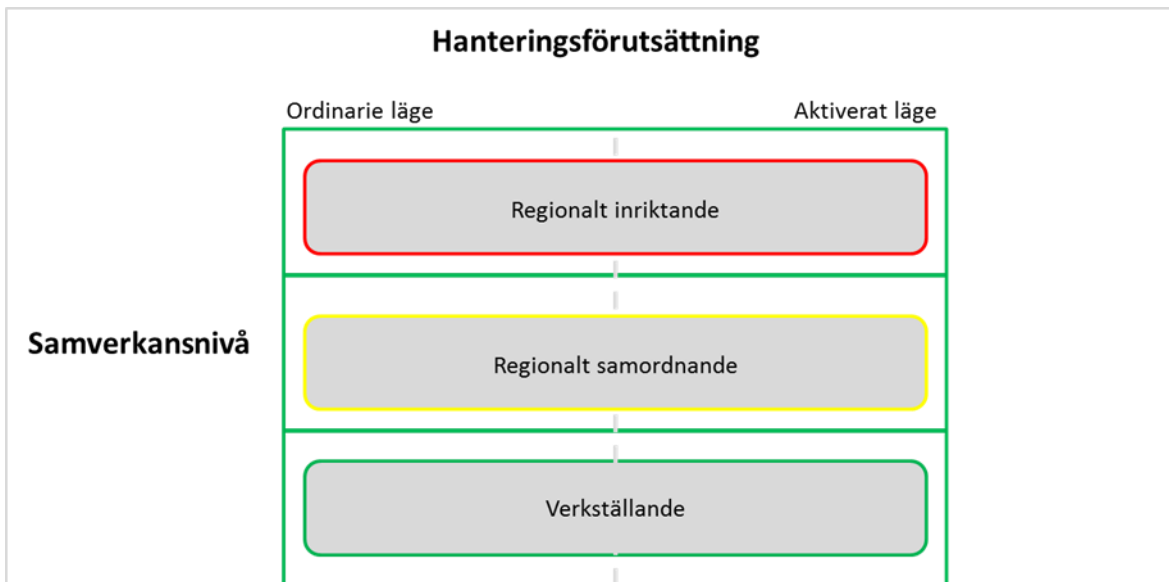 Hanteringsförutsättning
Ordinarie läge
Aktiverat läge
Regionalt inriktande
Samverkansnivå
Regionalt samordnande
Verkställande